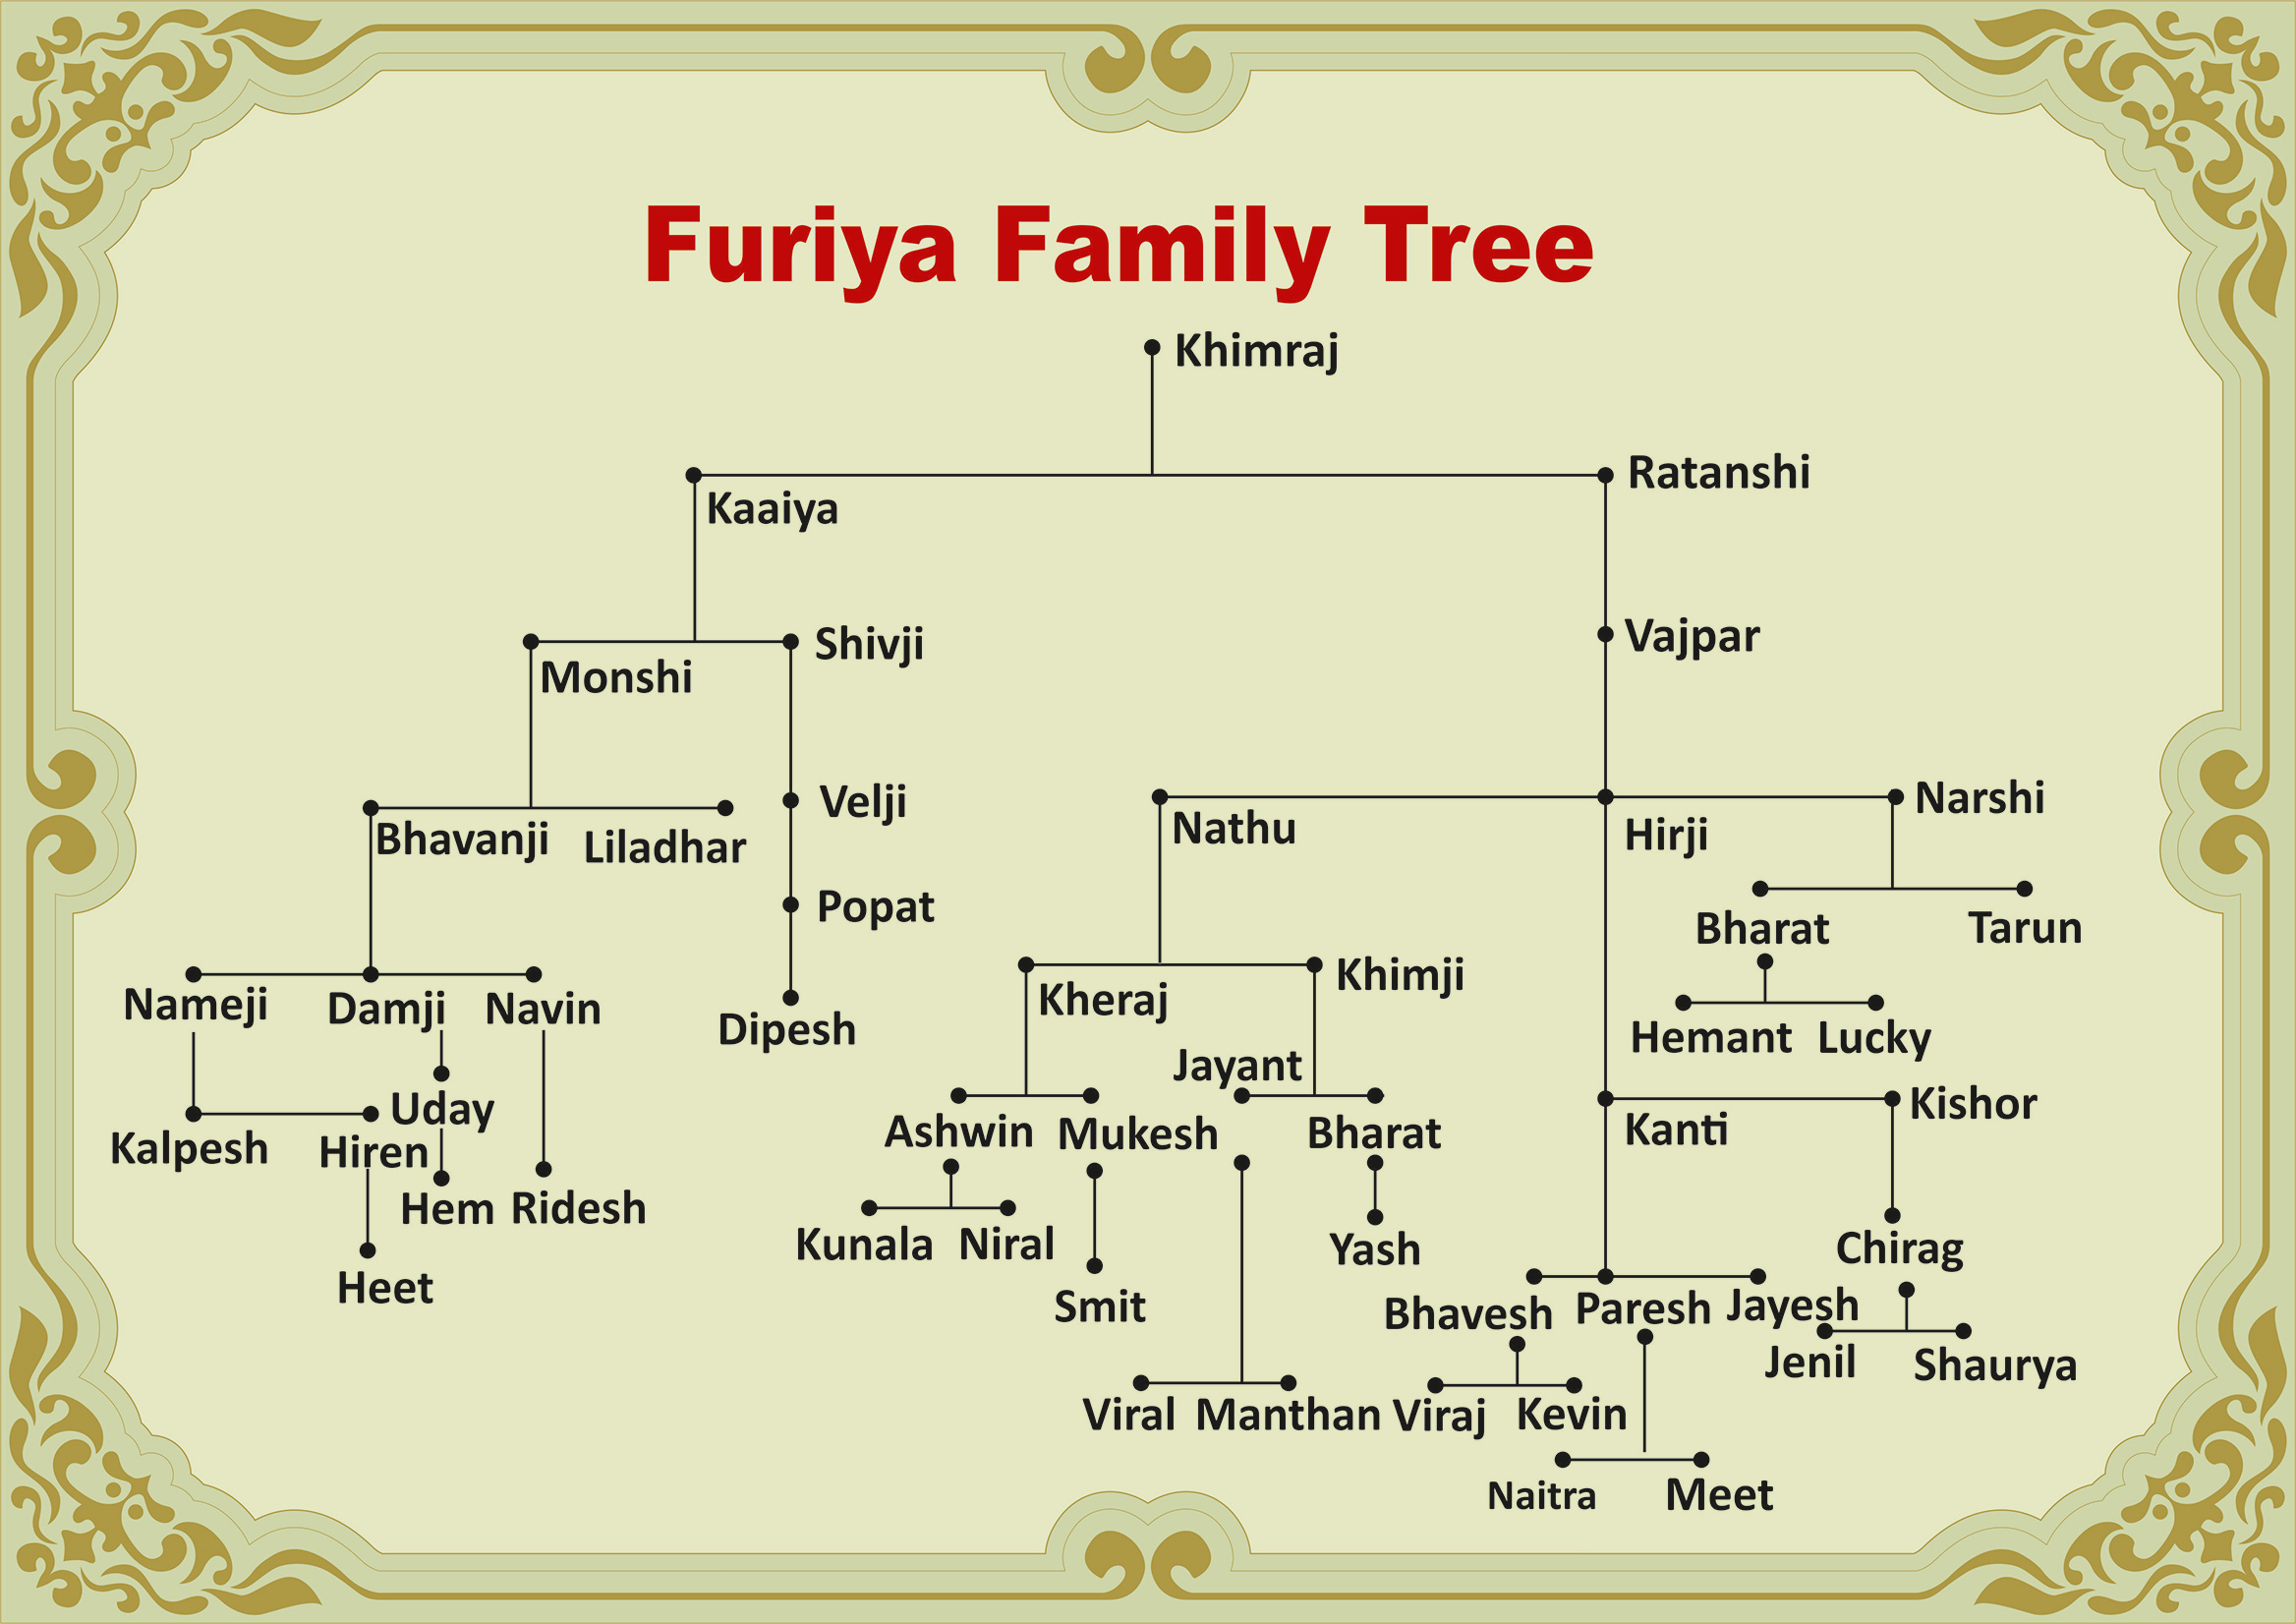 Furiya Family Tree
Khimraj
Kaaiya
Ratanshi
Monshi
Shivji
Vajpar
Bhavanji
Liladhar
Velji
Popat
Dipesh
Nathu
Hirji
Narshi
Bharat
Tarun
Hemant
Lucky
Nameji
Damji
Navin
Kheraj
Khimji
Jayant
Kalpesh
Hiren
Uday
Hem
Ridesh
Heet
Ashwin
Mukesh
Bharat
Kanti
Kishor
Kunala
Niral
Smit
Yash
Chirag
Bhavesh
Paresh
Jayesh
Jenil
Shaurya
Viral
Manthan
Viraj
Kevin
Naitra
Meet